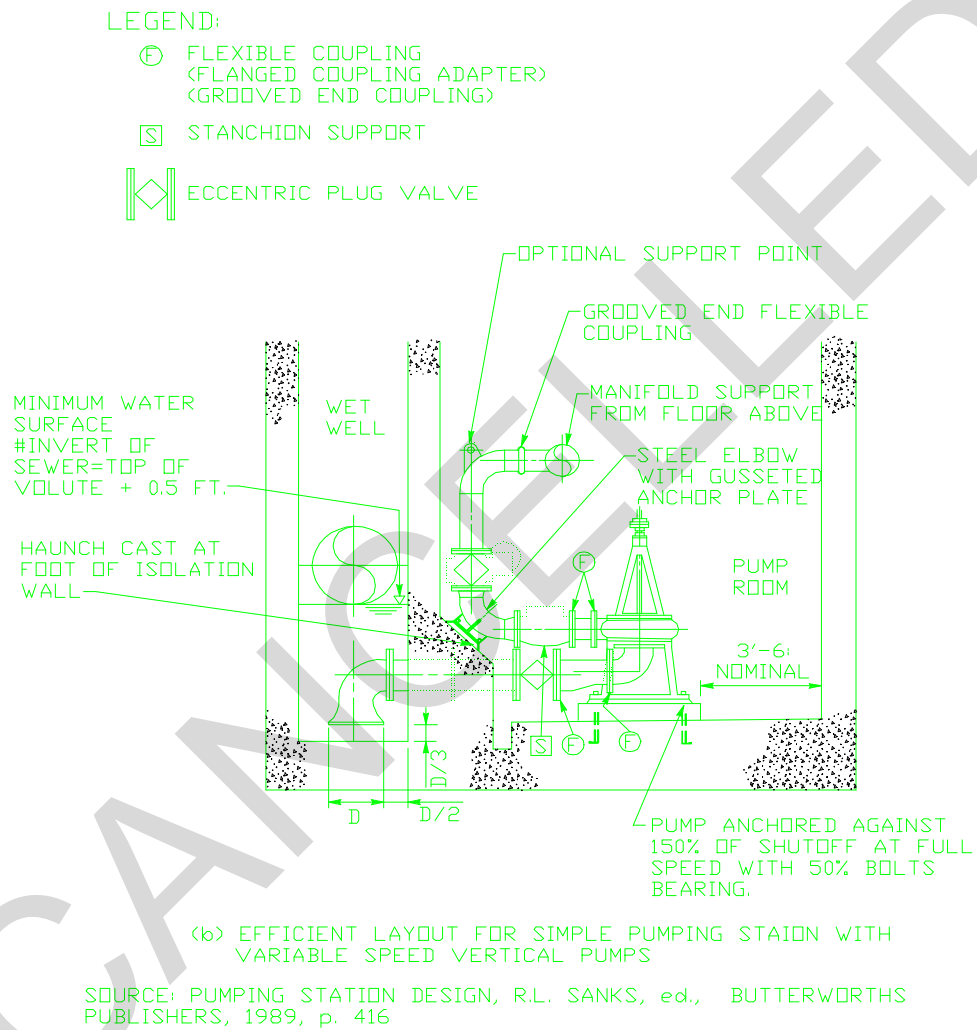 LEGEND:
F FLEXIBLE COUPLING
(FLANGED COUPLING ADAPTER)
(GROOVED END COUPLING)
S STANCHION SUPPORT
ECCENTRIC PLUG VALVE
OPTIONAL SUPPORT POINT
GROOVED END FLEXIBLE
COUPLING
MANIFOLD SUPPORT
FROM FLOOR ABOVE
STEEL ELBOW
WITH GUSSETED
ANCHOR PLATE
MINIMUM WATER
SURFACE
#INVERT OF
SEWER=TOP OF
VOLUTE + 0.5 FT.
WET
WELL
HAUNCH CAST AT
FOOT OF ISOLATION
WALL
F
PUMP
ROOM
3'-6:
NOMINAL
S
F
F
D/3
D
D/2
PUMP ANCHORED AGAINST
150% OF SHUTOFF AT FULL
SPEED WITH 50% BOLTS
BEARING.
(b) EFFICIENT LAYOUT FOR SIMPLE PUMPING STAION WITH
VARIABLE SPEED VERTICAL PUMPS
SOURCE: PUMPING STATION DESIGN, R.L. SANKS, ed., BUTTERWORTHS
PUBLISHERS, 1989, p. 416
CANCELLED